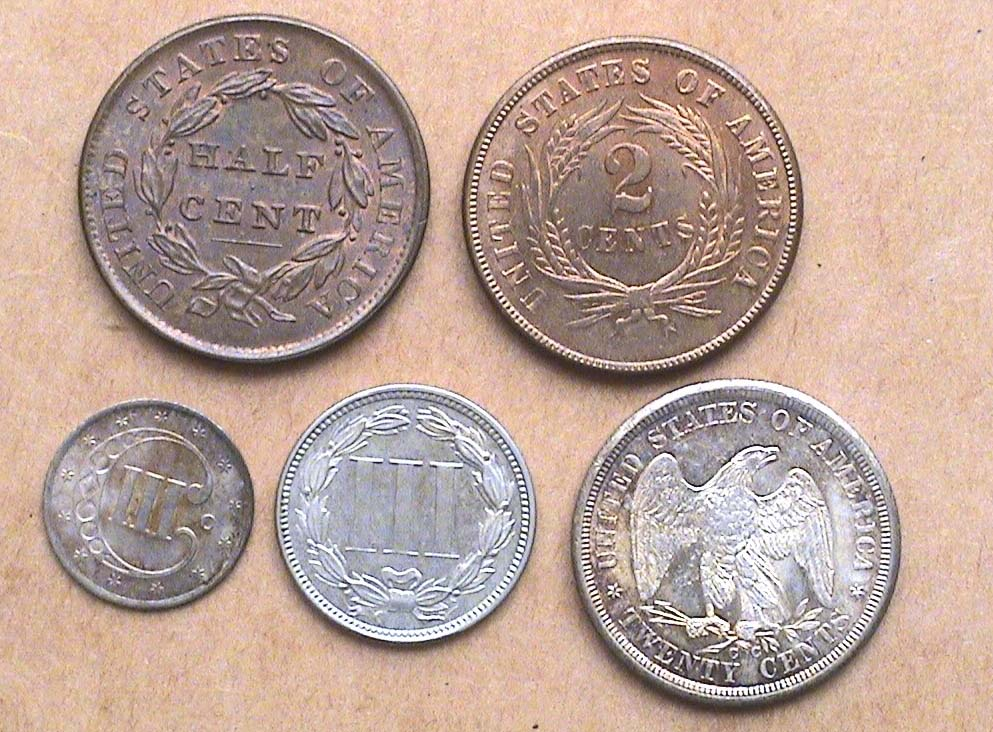 UNITED STATES OF AMERICA
HALF
CENT
UNITED STATES OF AMERICA
2
CENTS
III
III
UNITED STATES OF AMERICA
CC
TWENTY CENTS